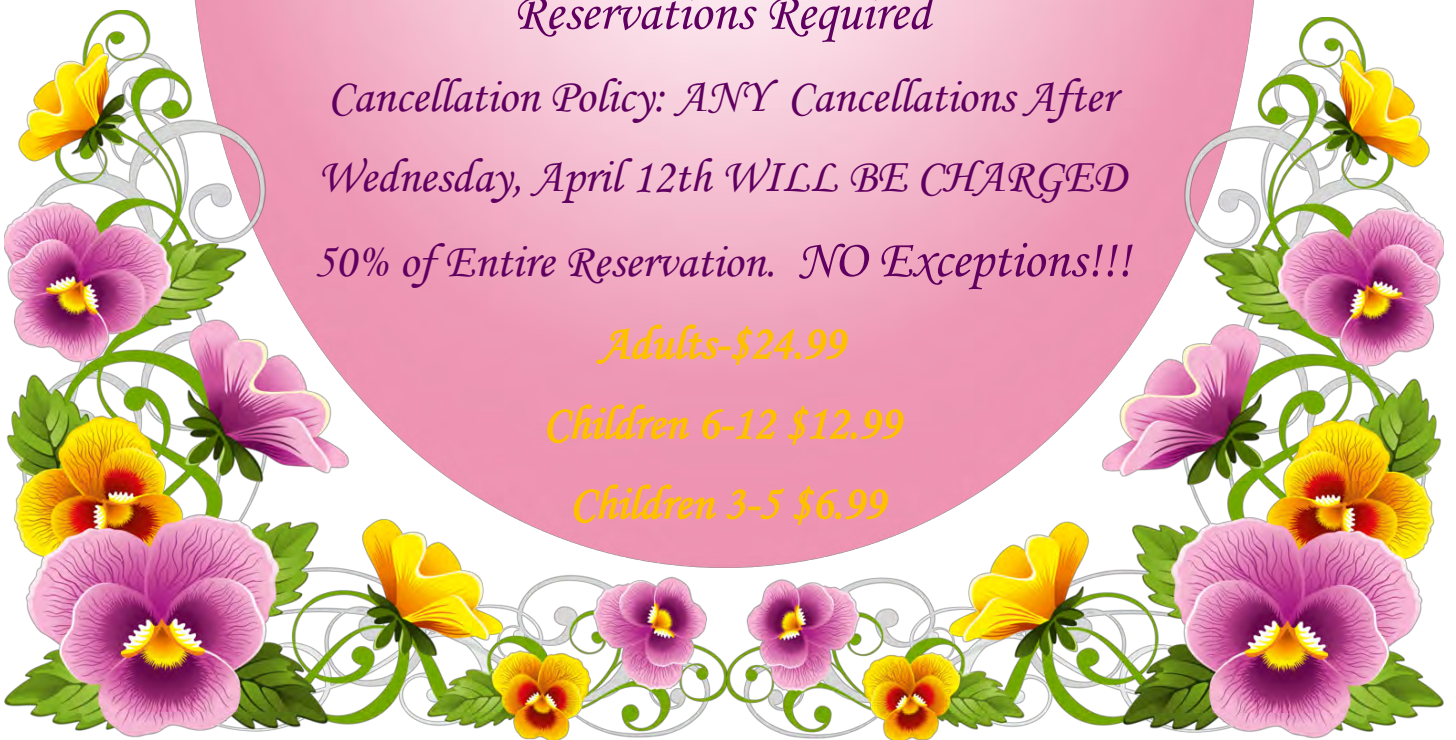 Reservations Required
Cancellation Policy: ANY Cancellations After
Wednesday, April 12th WILL BE CHARGED
50% of Entire Reservation. NO Exceptions!!!
Adults-$24.99
Children 6-12 $12.99
Children 3-5 $6.99